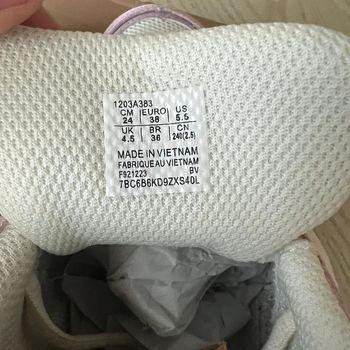 1203A383
CM EURO US
24 38 5.5
UK BR CN
4.5 36 240(2.5)
MADE IN VIETNAM
FABRIQUE AU VIETNAM
F921223 BV
7BC6B6KD9ZXS40L